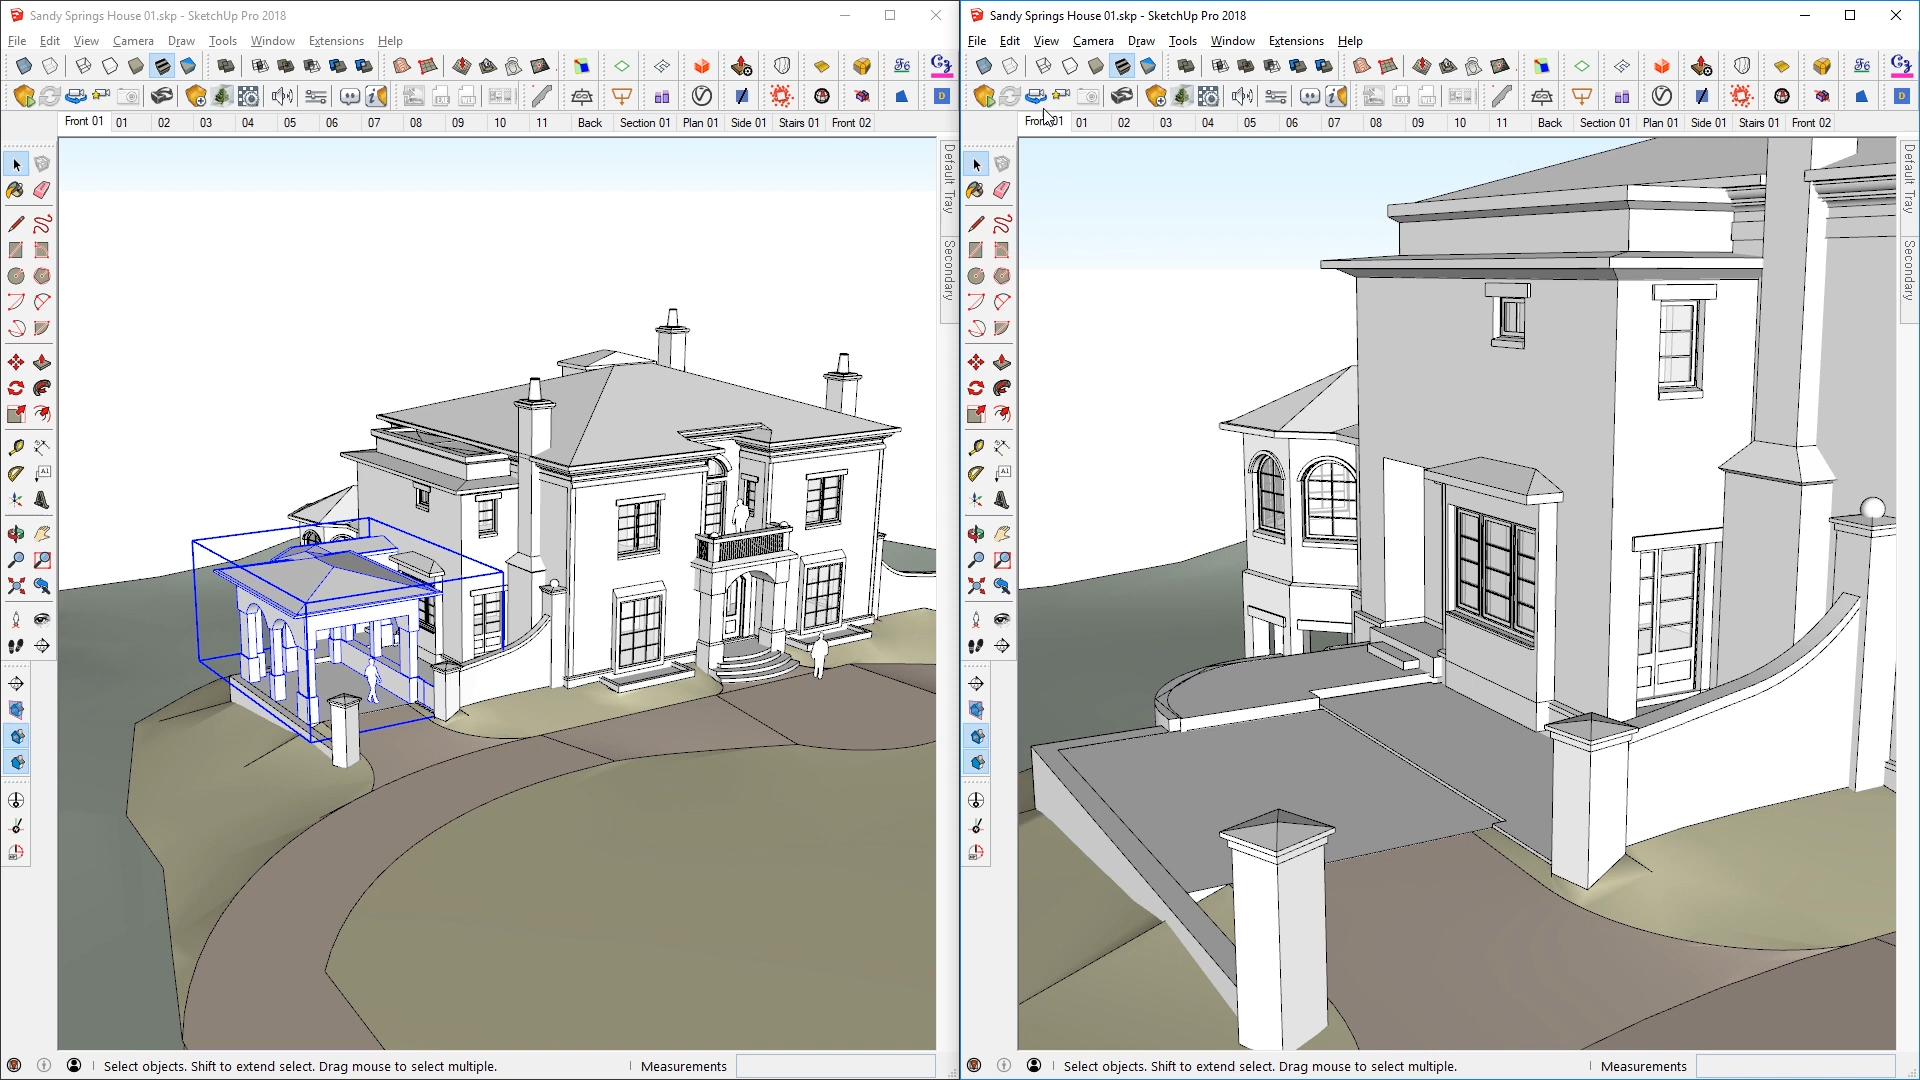 Sandy Springs House 01.skp - SketchUp Pro 2018
File Edit View Camera Draw Tools Window Extensions Help
Front 01 01 02 03 04 05 06 07 08 09 10 11 Back Section 01 Plan 01 Side 01 Stairs 01 Front 02
Default Tray
Secondary
A1
Select objects. Shift to extend select. Drag mouse to select multiple.
Measurements
Sandy Springs House 01.skp - SketchUp Pro 2018
File Edit View Camera Draw Tools Window Extensions Help
Front 01 01 02 03 04 05 06 07 08 09 10 11 Back Section 01 Plan 01 Side 01 Stairs 01 Front 02
Default Tray
Secondary
A1
Select objects. Shift to extend select. Drag mouse to select multiple.
Measurements